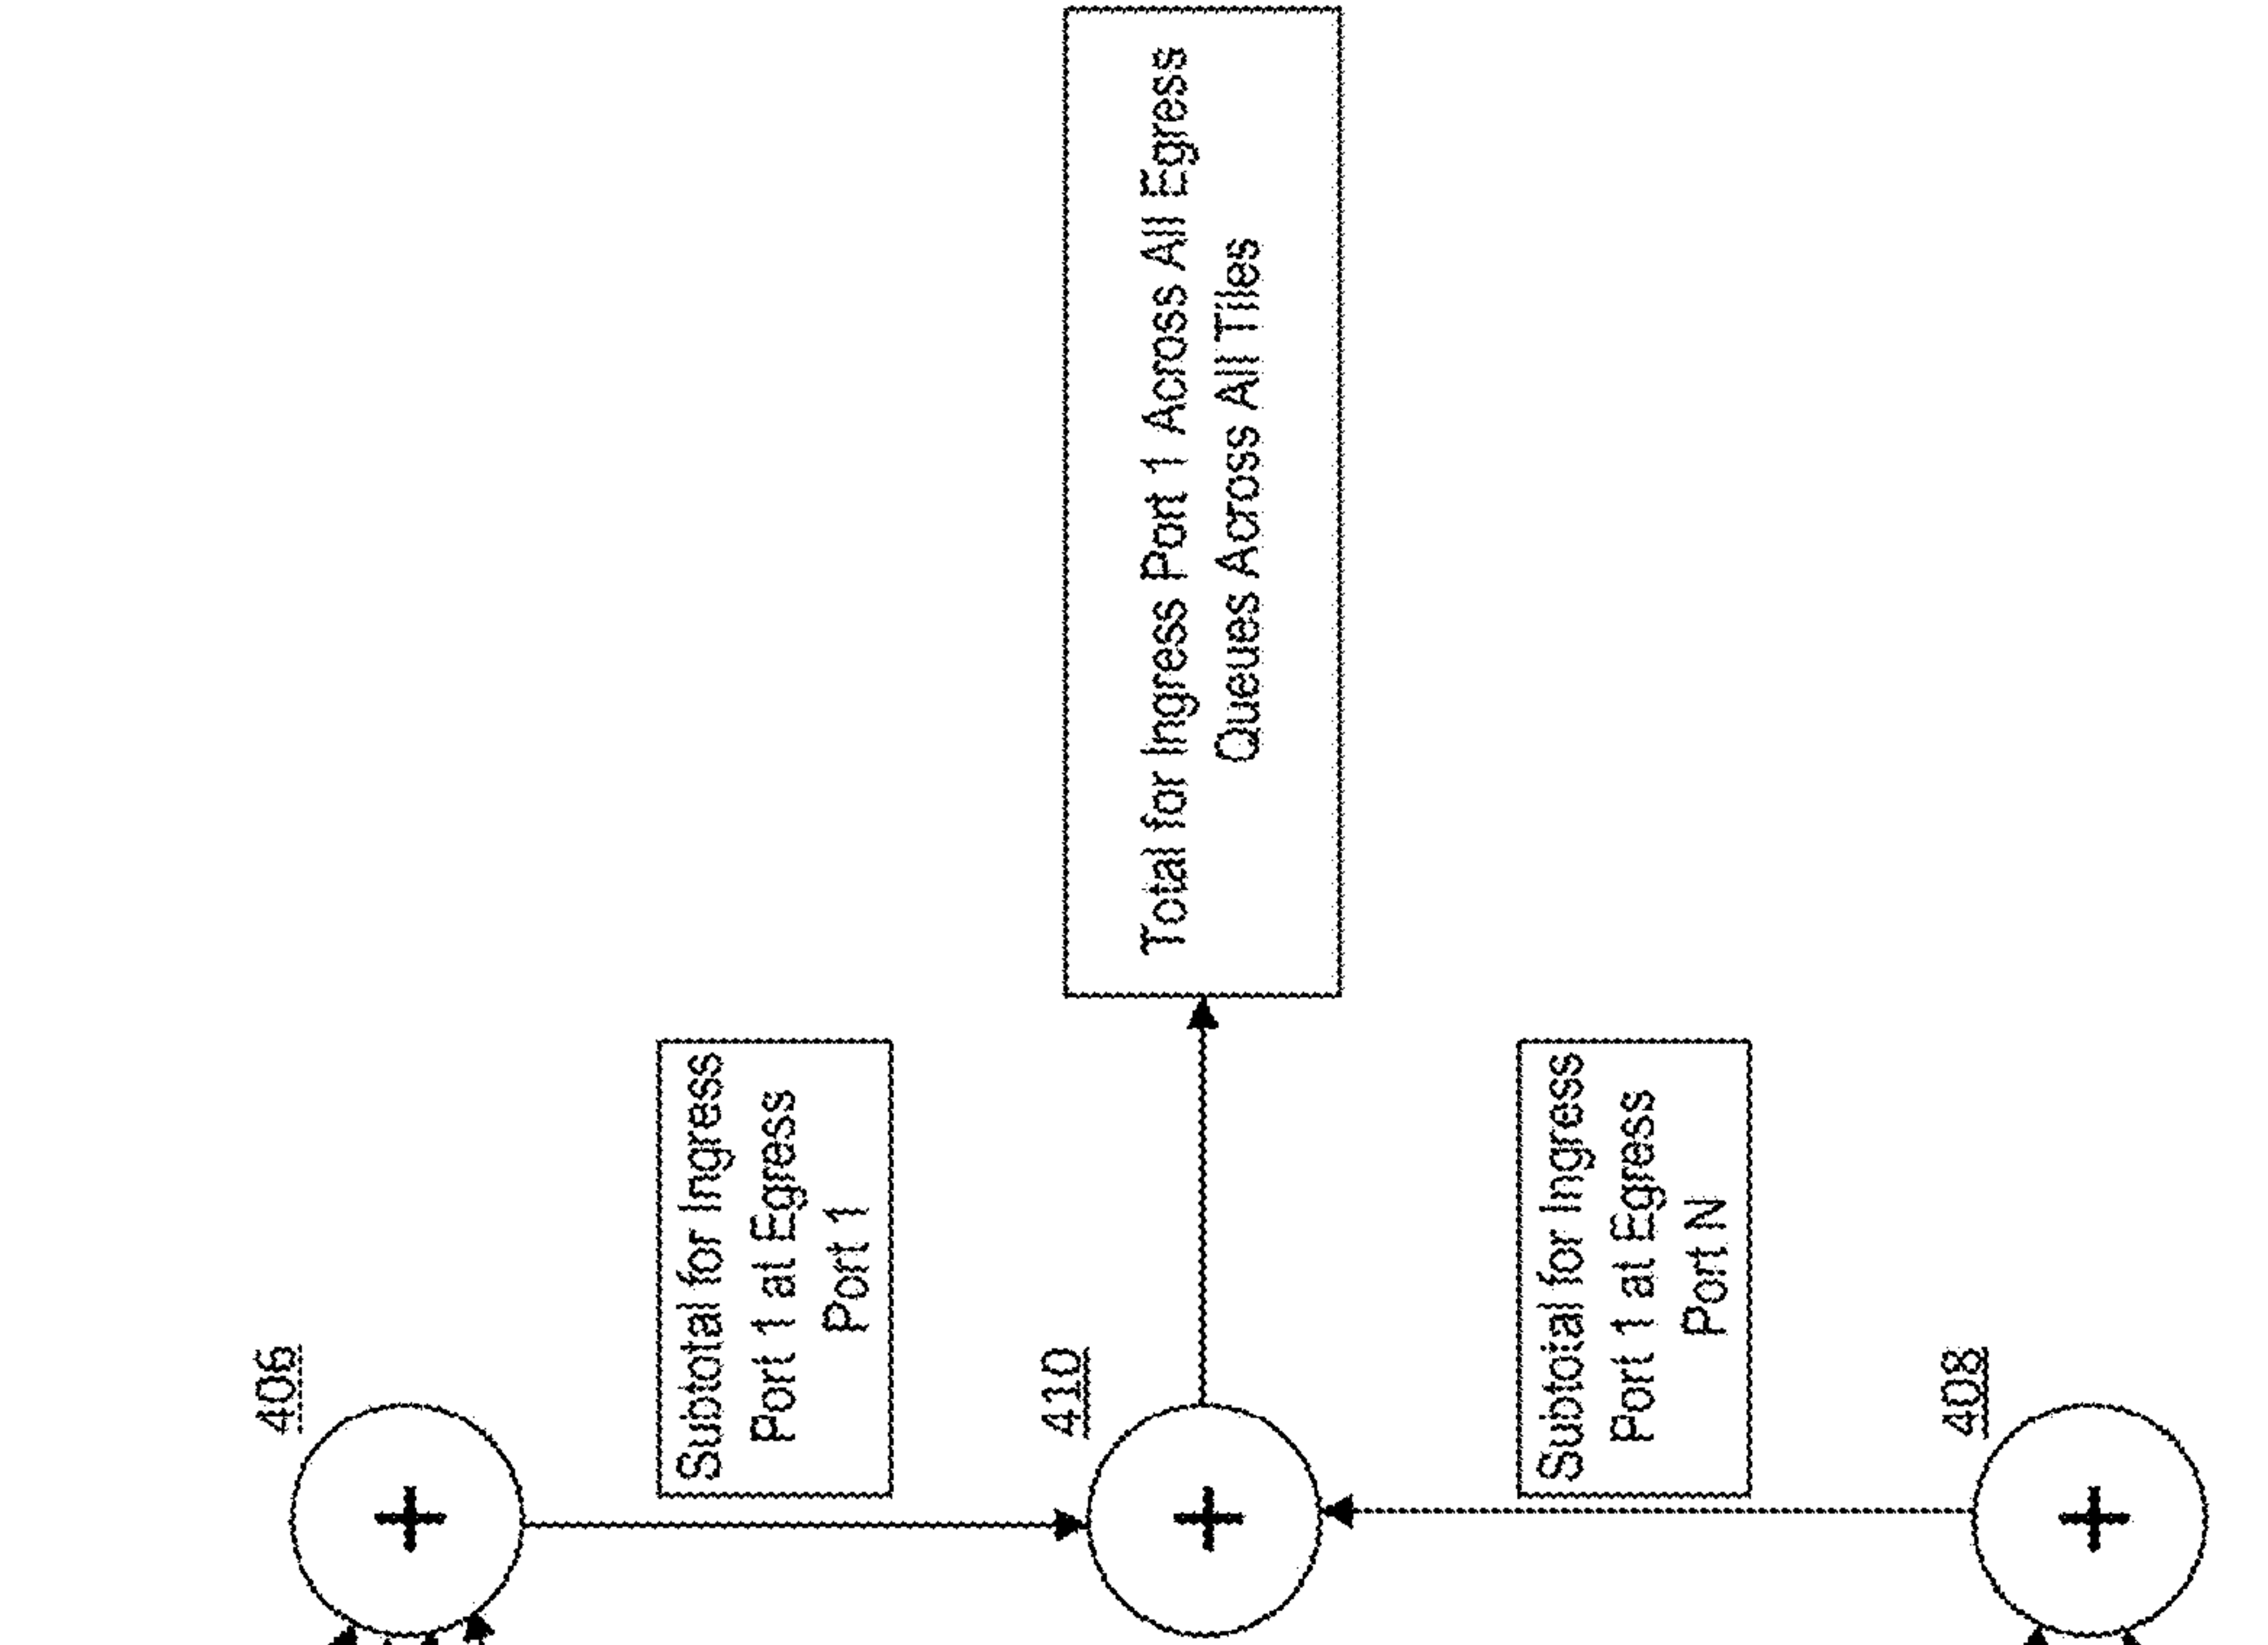 406
Subtotal for Ingress
Port 1 at Egress
Port 1
410
Total for Ingress Port 1 Across All Egress
Queues Across All Tiles
Subtotal for Ingress
Port 1 at Egress
Port N
408